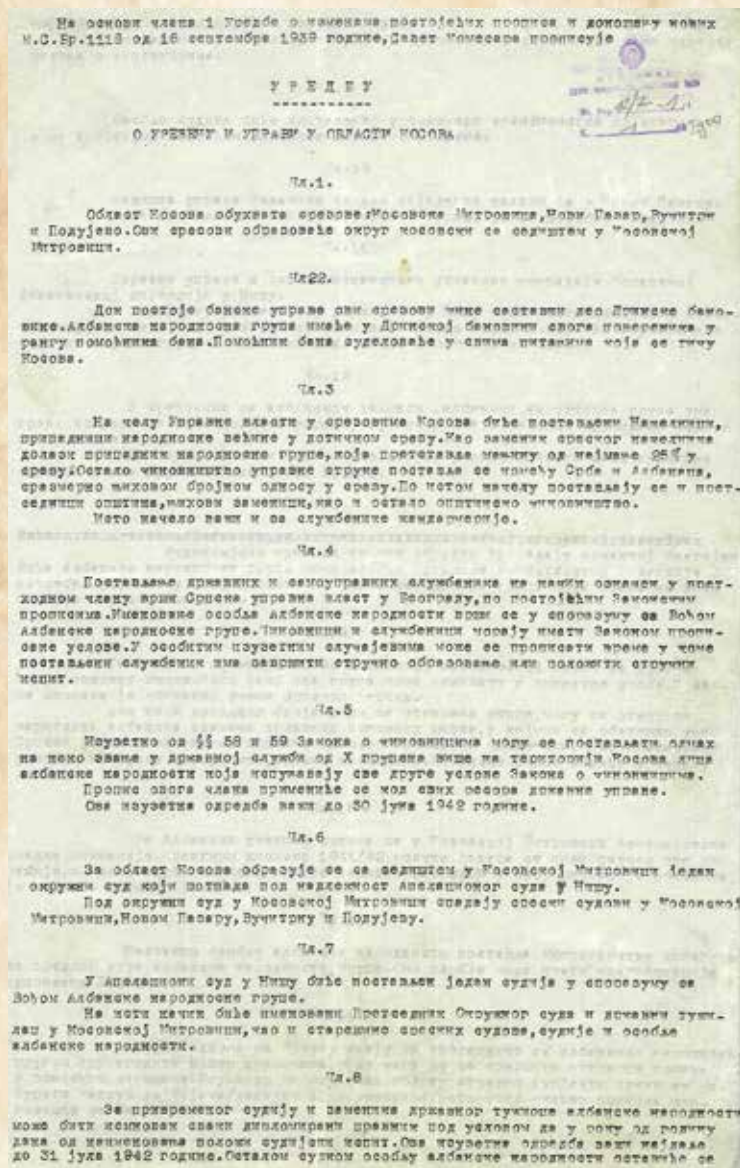 На основи члана 1 Уредбе о изменама постојећих прописа и доношењу нових
М.С.Бр.1118 од 16 септембра 1939 године,Савет Комесара прописује
У Р Е Д Б У
О УРЕЂЕЊУ И УПРАВИ У ОБЛАСТИ КОСОВА
Чл.1.
Област Косова обухвата срезове:Косовска Митровица,Нови Пазар,Вучитрн
и Подујево.Ови срезови образоваће округ косовски са седиштем у Косовској
Митровици.
Чл22.
Док постоје банске управе ови срезови чине саставни део Дринске бано-
вине.Албанска народносна група имаће у Дринској бановини свога повереника у
рангу помоћника бана.Помоћник бана суделоваће у свима питањима која се тичу
Косова.
Чл.3
На челу Управне власти у срезовима Косова биће постављени Начелници,
припадници народносне већине у дотичном срезу.Као заменик среског начелника
долази припадник народносне групе,која претставља мањину од најмање 25% у
срезу.Остало чиновништво управне струке поставља се између Срба и Албанаца,
сразмерно њиховом бројном односу у срезу.По истом начелу постављају се и прет-
седници општина,њихови заменици,као и остало општинско чиновништво.
Исто начело важи и за службенике жандармерије.
Чл.4
Постављање државних и самоуправних службеника на начин означен у прет-
ходном члану врши Српска управна власт у Београду,по постојећим Законским
прописима.Именовање особља Албанске народности врши се у споразуму са Вођом
Албанске народносне групе.Чиновници и службеници морају имати Законом пропи-
сане услове.У особитим изузетним случајевима може се прописати време у коме
постављени службеник има завршити стручно образовање или положити стручни
испит.
Чл.5
Изузетно од §§ 58 и 59 Закона о чиновницима могу се постављати одмах
на неко звање у државној служби од X групена више на територији Косова лица
албанске народности која испуњавају све друге услове Закона о чиновницима.
Пропис овога члана примениће се код свих ресора државне управе.
Ова изузетна одредба важи до 30 јуна 1942 године.
Чл.6
За област Косова образује се са седиштем у Косовској Митровици један
окружни суд који потпада под надлежност Апелационог суда у Нишу.
Под окружни суд у Косовској Митровици спадају срески судови у Косовској
Митровици,Новом Пазару,Вучитрну и Подујеву.
Чл.7
У Апелациони суд у Нишу биће постављен један судија у споразуму са
Вођом Албанске народносне групе.
На исти начин биће именовани Претседник Окружног суда и државни тужи-
лац у Косовској Митровици,као и старешине среских судова,судије и особље
албанске народности.
Чл.8
За привременог судију и заменика државног тужиоца албанске народности
може бити именован сваки дипломирани правник под условом да у року од годину
дана од именовања положи судијски испит.Ова изузетна одредба важи најдаље
до 31 јула 1942 године.Осталом судском особљу албанске народности оставиће се